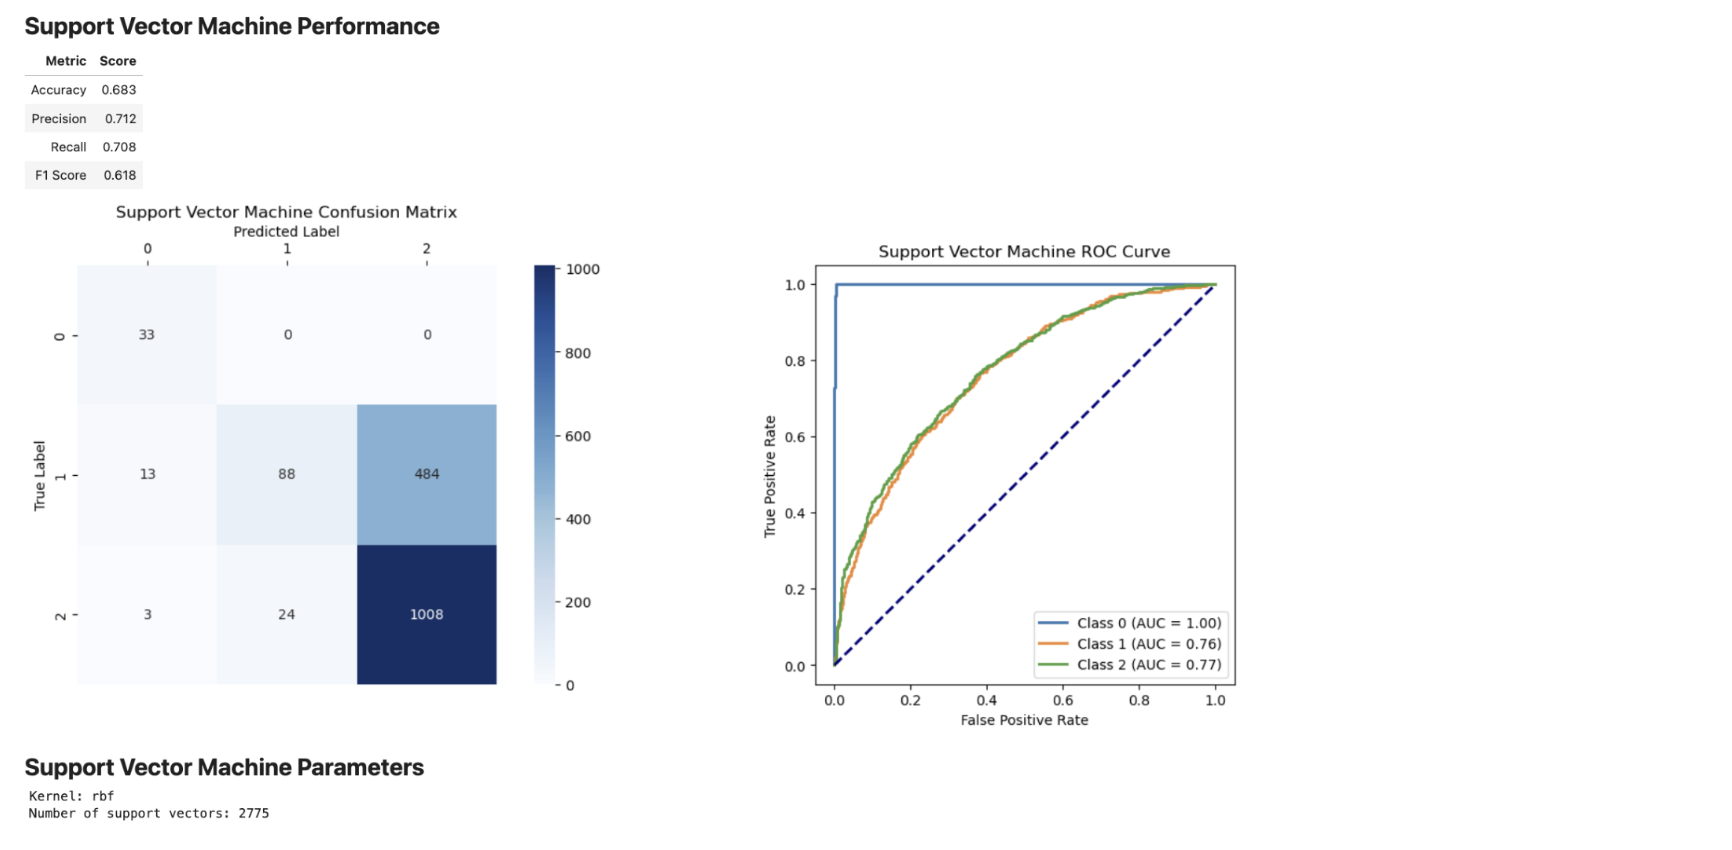 Support Vector Machine Performance
Metric Score
Accuracy 0.683
Precision 0.712
Recall 0.708
F1 Score 0.618
Support Vector Machine Confusion Matrix
Predicted Label
0 1 2
0 33 0 0
1 13 88 484
2 3 24 1008
True Label
1000
800
600
400
200
0
Support Vector Machine ROC Curve
1.0
0.8
0.6
0.4
0.2
0.0
True Positive Rate
Class 0 (AUC = 1.00)
Class 1 (AUC = 0.76)
Class 2 (AUC = 0.77)
0.0 0.2 0.4 0.6 0.8 1.0
False Positive Rate
Support Vector Machine Parameters
Kernel: rbf
Number of support vectors: 2775